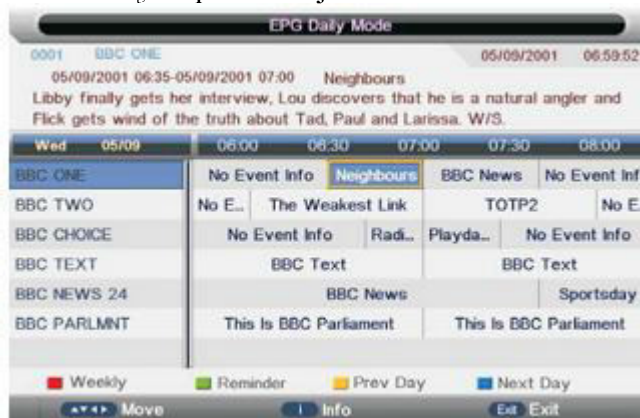 EPG Daily Mode
0001 BBC ONE 05/09/2001 06:59:52
05/09/2001 06:35-05/09/2001 07:00 Neighbours
Libby finally gets her interview, Lou discovers that he is a natural angler and
Flick gets wind of the truth about Tad, Paul and Larissa. W/S.
Wed 05/09 06:00 06:30 07:00 07:30 08:00
BBC ONE No Event Info Neighbours BBC News No Event Inf
BBC TWO No E... The Weakest Link TOTP2 No E
BBC CHOICE No Event Info Radi... Playda... No Event Info
BBC TEXT BBC Text BBC Text
BBC NEWS 24 BBC News Sportsday
BBC PARLMNT This Is BBC Parliament This Is BBC Parliament
Weekly Reminder Prev Day Next Day
Move i Info Exit Exit